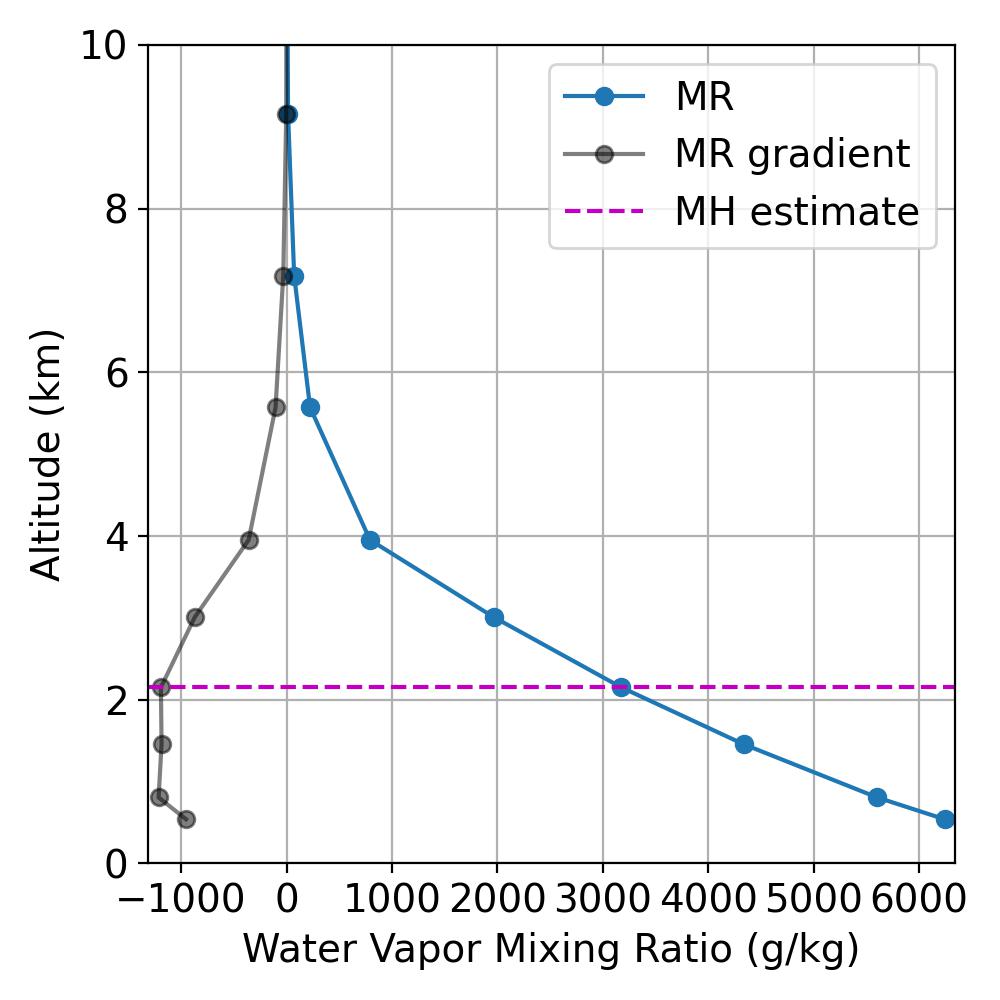 10
8
6
4
2
0
Altitude (km)
MR
MR gradient
MH estimate
−1000 0 1000 2000 3000 4000 5000 6000
Water Vapor Mixing Ratio (g/kg)